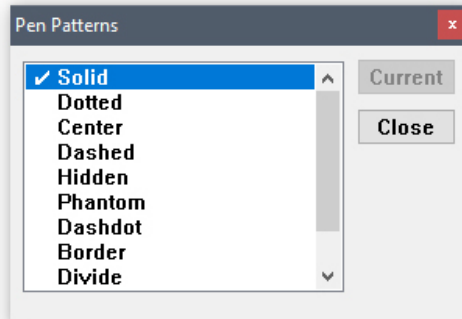 Pen Patterns
x
✓ Solid
Dotted
Center
Dashed
Hidden
Phantom
Dashdot
Border
Divide
Current
Close